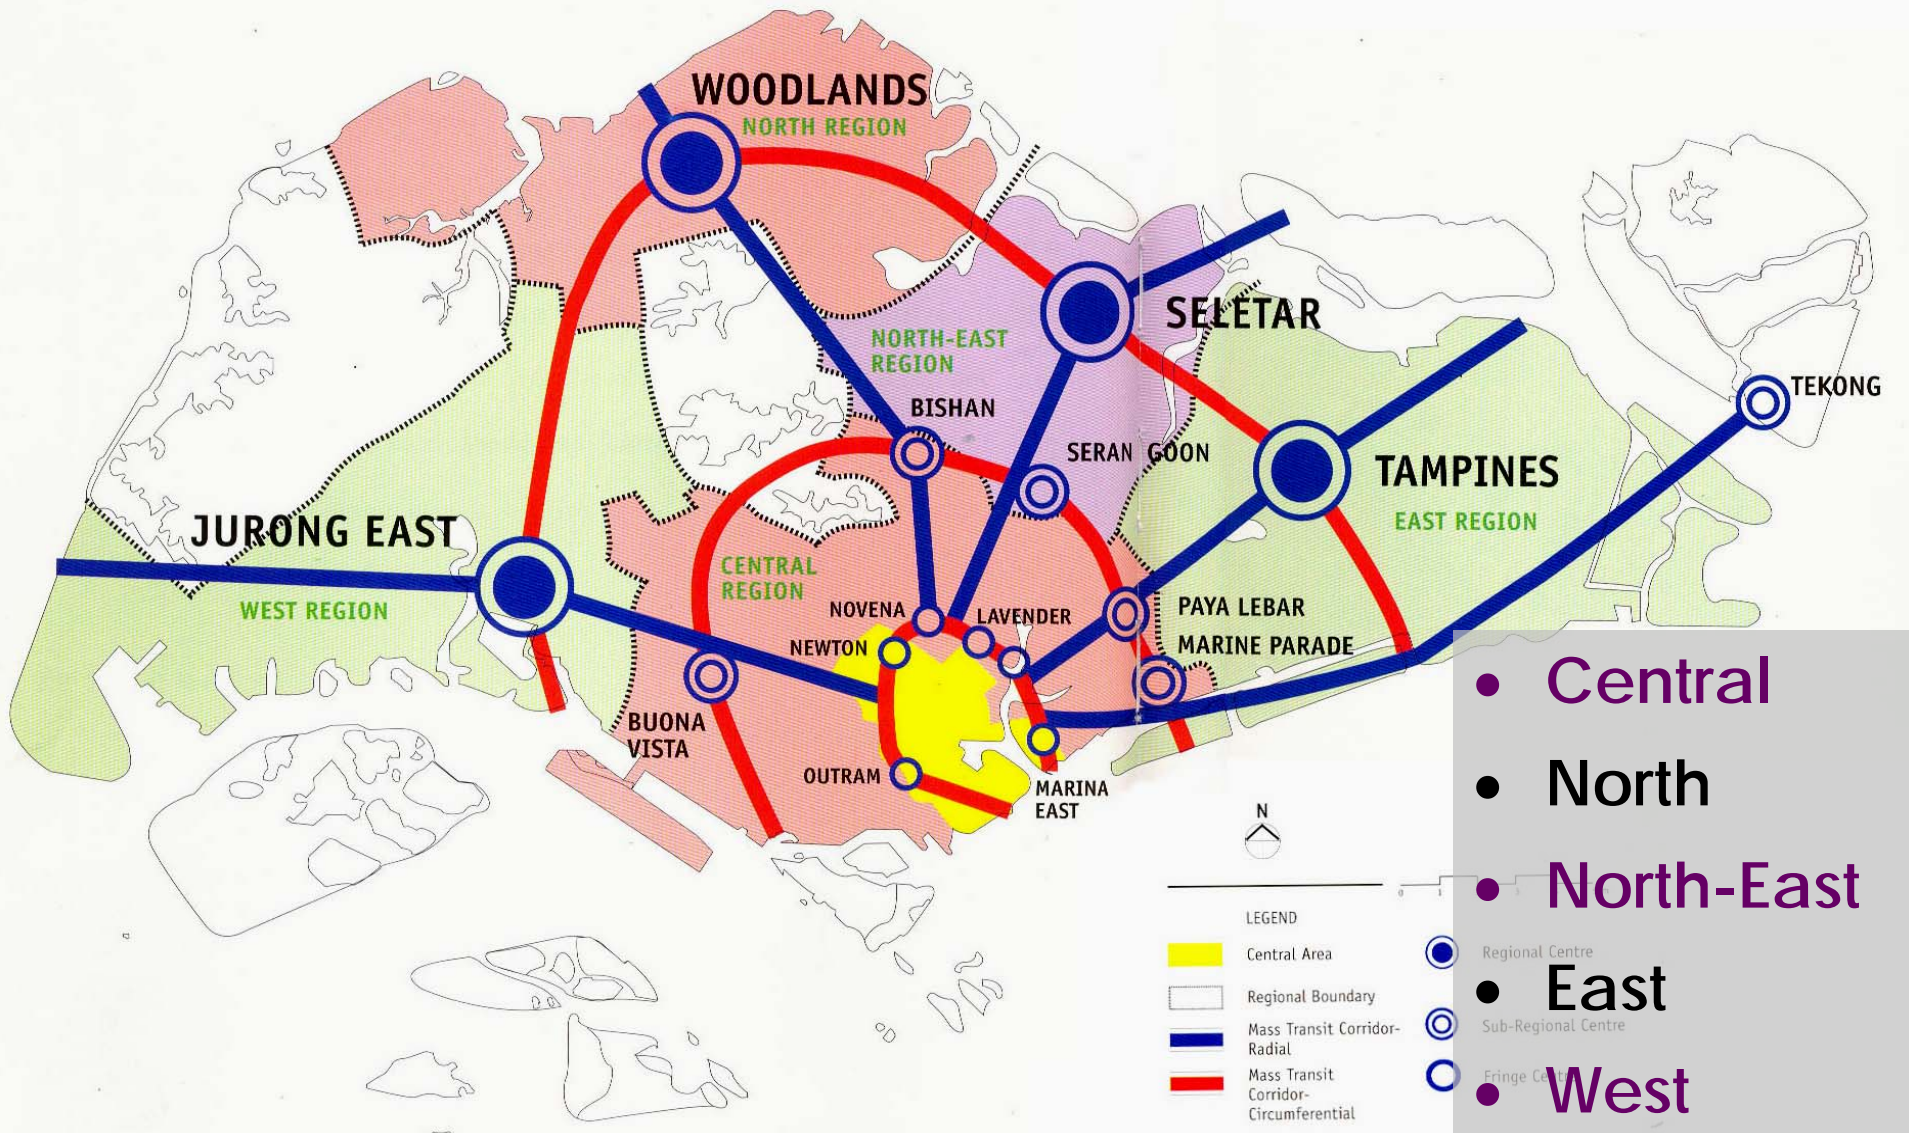 WOODLANDS
NORTH REGION
SELETAR
NORTH-EAST
REGION
TEKONG
BISHAN
SERAN GOON
TAMPINES
EAST REGION
JURONG EAST
WEST REGION
CENTRAL
REGION
NOVENA
LAVENDER
NEWTON
PAYA LEBAR
MARINE PARADE
BUONA
VISTA
OUTRAM
MARINA
EAST
N
LEGEND
Central Area
Regional Boundary
Mass Transit Corridor-
Radial
Mass Transit
Corridor-
Circumferential
Regional Centre
Sub-Regional Centre
Fringe
• Central
• North
• North-East
• East
• West